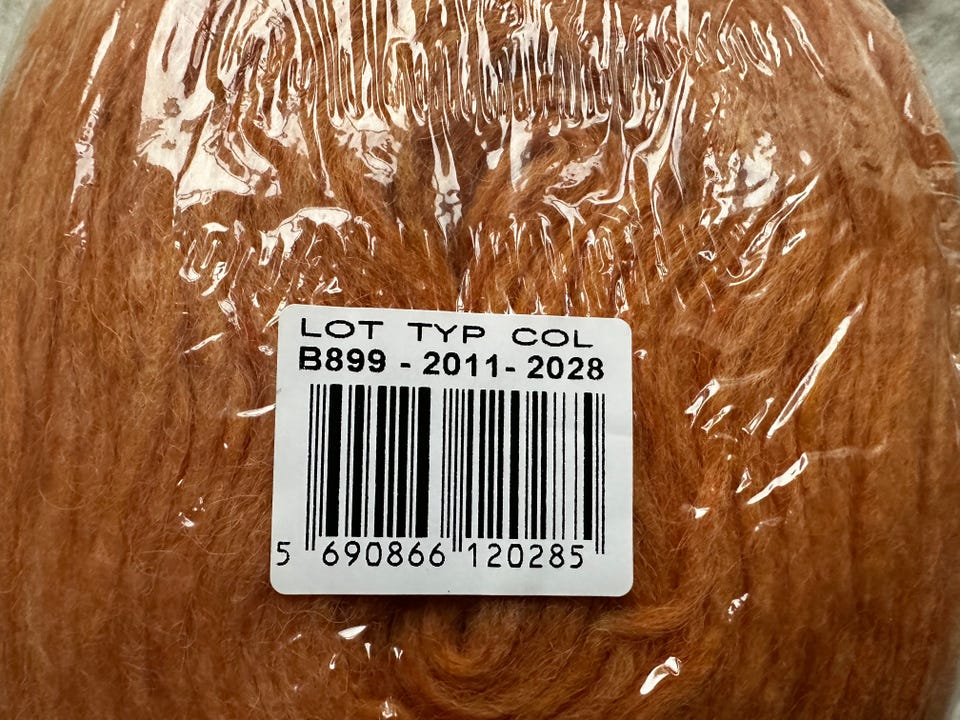 LOT TYP COL
B899 - 2011- 2028
5 690866 120285